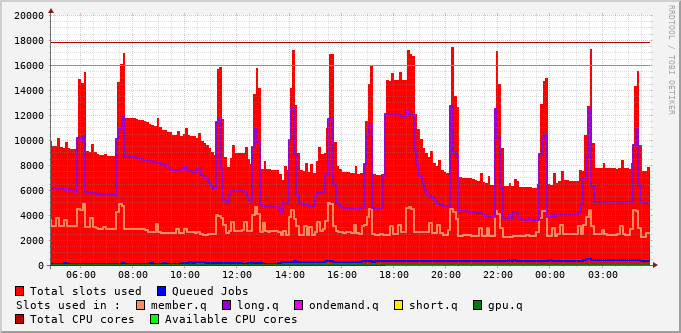 RRDTOOL / TOBI OETIKER
20000
18000
16000
14000
12000
10000
8000
6000
4000
2000
0
06:00 08:00 10:00 12:00 14:00 16:00 18:00 20:00 22:00 00:00 03:00
Total slots used Queued Jobs
Slots used in : member.q long.q ondemand.q short.q gpu.q
Total CPU cores Available CPU cores